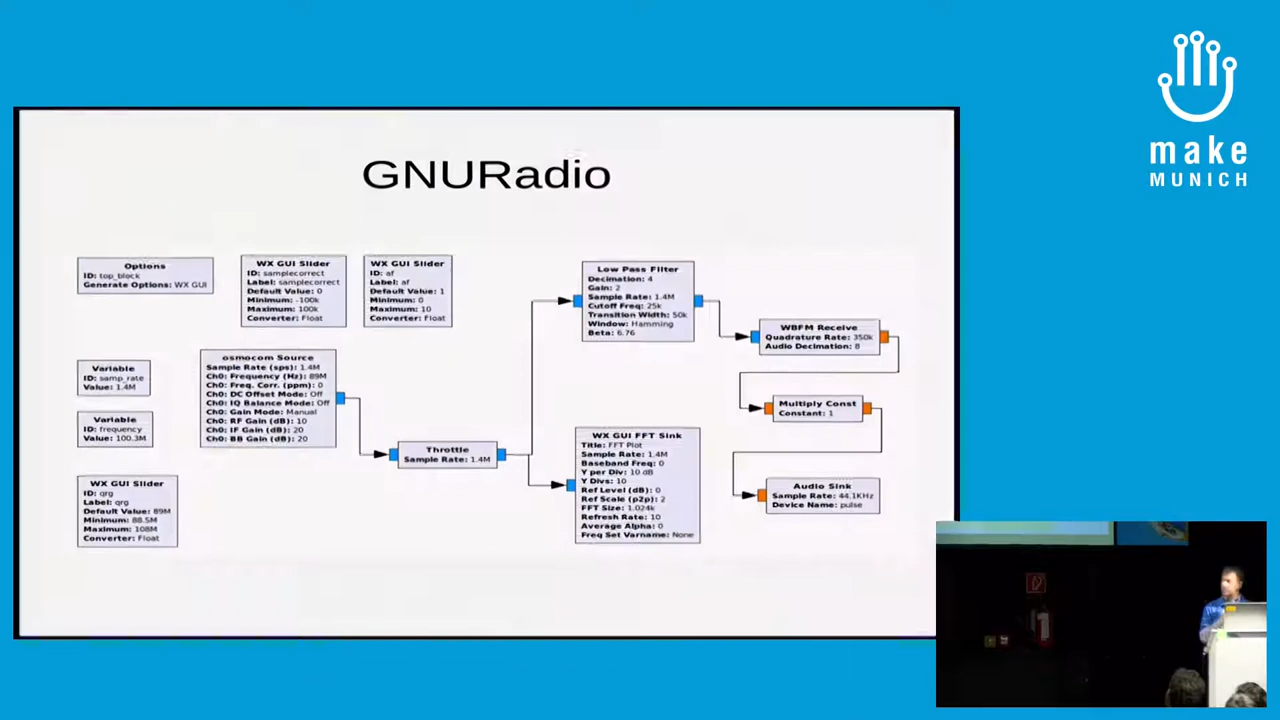 make
MUNICH
GNURadio
Options
ID: top_block
Generate Options: WX GUI
WX GUI Slider
ID: samplecorrect
Label: samplecorrect
Default Value: 0
Minimum: -100k
Maximum: 100k
Converter: Float
WX GUI Slider
ID: af
Label: af
Default Value: 1
Minimum: 0
Maximum: 10
Converter: Float
Low Pass Filter
Decimation: 4
Gain: 2
Sample Rate: 1.4M
Cutoff Freq: 25k
Transition Width: 50k
Window: Hamming
Beta: 6.76
WBFM Receive
Quadrature Rate: 350k
Audio Decimation: 8
Variable
ID: samp_rate
Value: 1.4M
osmocom Source
Sample Rate (sps): 1.4M
Ch0: Frequency (Hz): 89M
Ch0: Freq. Corr. (ppm): 0
Ch0: DC Offset Mode: Off
Ch0: IQ Balance Mode: Off
Ch0: Gain Mode: Manual
Ch0: RF Gain (dB): 10
Ch0: IF Gain (dB): 20
Ch0: BB Gain (dB): 20
Multiply Const
Constant: 1
Variable
ID: frequency
Value: 100.3M
Throttle
Sample Rate: 1.4M
WX GUI FFT Sink
Title: FFT Plot
Sample Rate: 1.4M
Baseband Freq: 0
Y per Div: 10 dB
Y Divs: 10
Ref Level (dB): 0
Ref Scale (p2p): 2
FFT Size: 1.024k
Refresh Rate: 10
Average Alpha: 0
Freq Set Varname: None
WX GUI Slider
ID: qrg
Label: qrg
Default Value: 89M
Minimum: 88.5M
Maximum: 108M
Converter: Float
Audio Sink
Sample Rate: 44.1KHz
Device Name: pulse